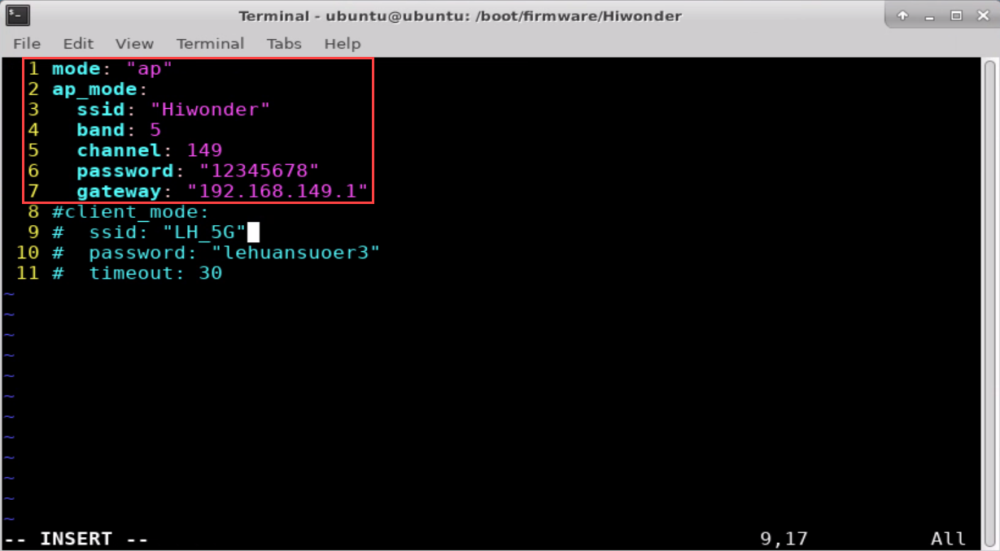 Terminal - ubuntu@ubuntu: /boot/firmware/Hiwonder
File Edit View Terminal Tabs Help
1 mode: "ap"
2 ap_mode:
3   ssid: "Hiwonder"
4   band: 5
5   channel: 149
6   password: "12345678"
7   gateway: "192.168.149.1"
8 #client_mode:
9 #  ssid: "LH_5G"
10 #  password: "lehuansuoer3"
11 #  timeout: 30
~
~
~
~
~
~
~
~
~
~
~
~
-- INSERT -- 9,17 All